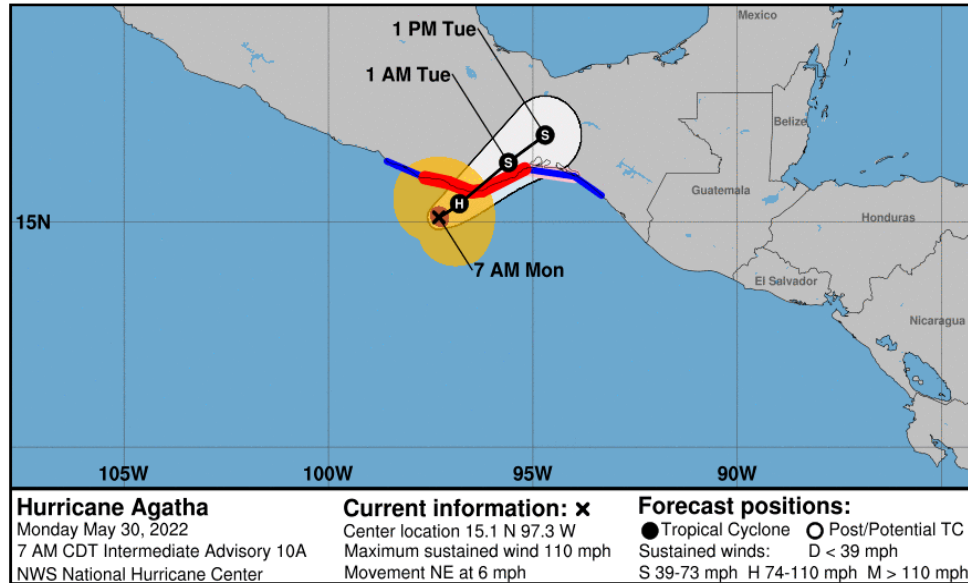 Mexico
1 PM Tue
1 AM Tue
S
S
H
Belize
Guatemala
15N
Honduras
7 AM Mon
El Salvador
Nicaragua
105W 100W 95W 90W
Hurricane Agatha
Monday May 30, 2022
7 AM CDT Intermediate Advisory 10A
NWS National Hurricane Center
Current information: ×
Center location 15.1 N 97.3 W
Maximum sustained wind 110 mph
Movement NE at 6 mph
Forecast positions:
Tropical Cyclone Post/Potential TC
Sustained winds: D < 39 mph
S 39-73 mph H 74-110 mph M > 110 mph